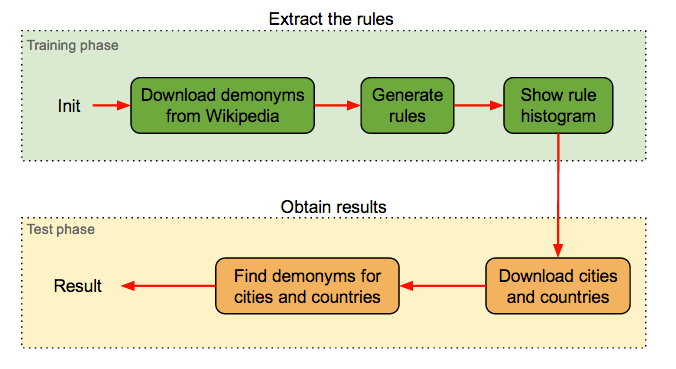 Extract the rules
Training phase
Init
Download demonyms
from Wikipedia
Generate
rules
Show rule
histogram
Obtain results
Test phase
Result
Find demonyms for
cities and countries
Download cities
and countries